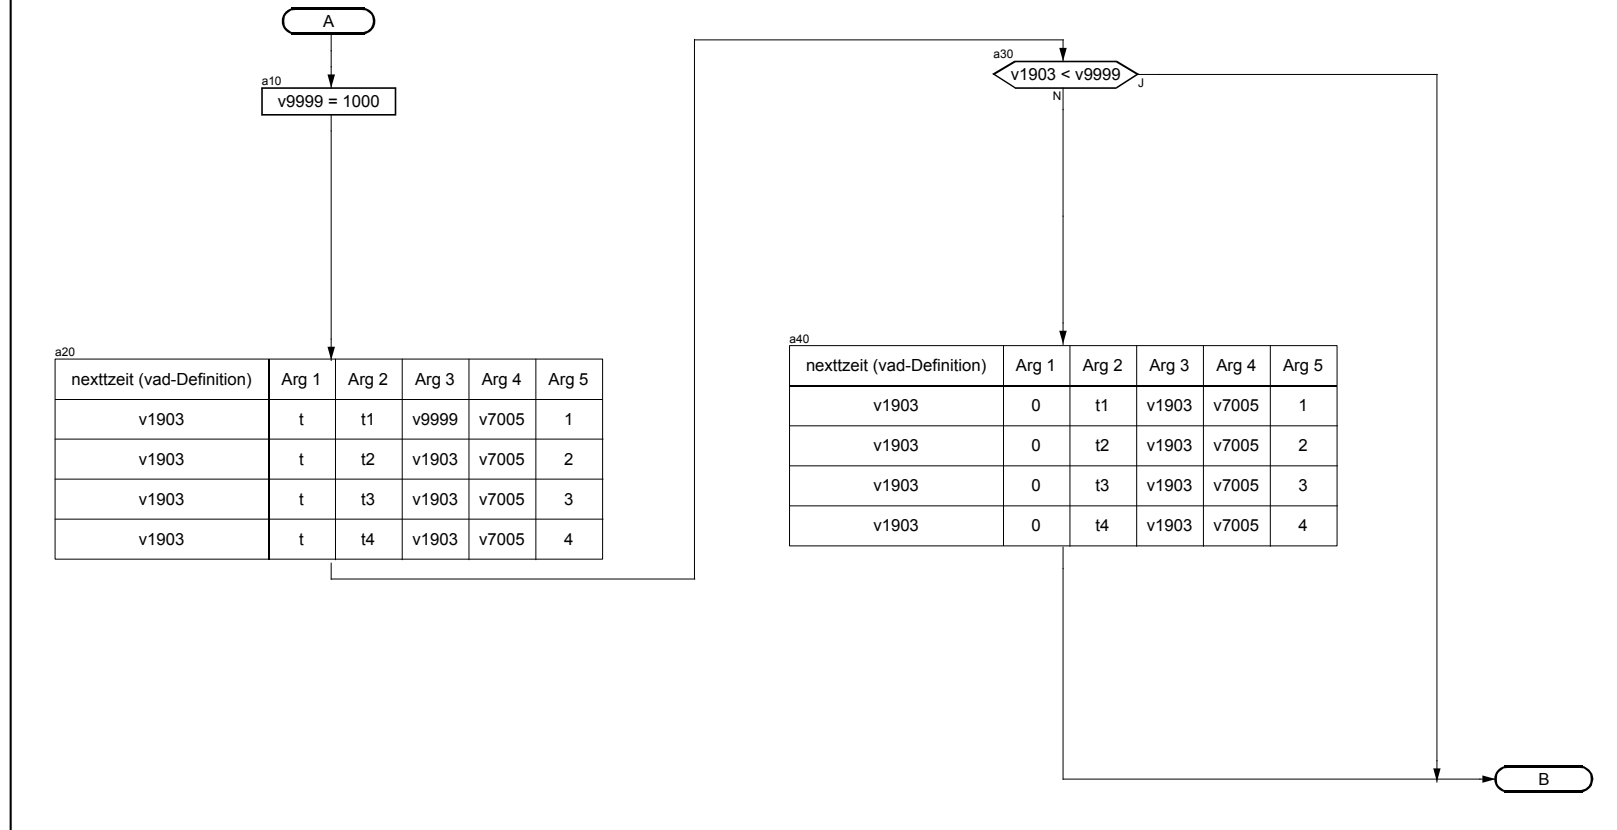 A
a10
v9999 = 1000
a20
nexttzeit (vad-Definition) Arg 1 Arg 2 Arg 3 Arg 4 Arg 5
v1903 t t1 v9999 v7005 1
v1903 t t2 v1903 v7005 2
v1903 t t3 v1903 v7005 3
v1903 t t4 v1903 v7005 4
a30
v1903 < v9999
N J
a40
nexttzeit (vad-Definition) Arg 1 Arg 2 Arg 3 Arg 4 Arg 5
v1903 0 t1 v1903 v7005 1
v1903 0 t2 v1903 v7005 2
v1903 0 t3 v1903 v7005 3
v1903 0 t4 v1903 v7005 4
B